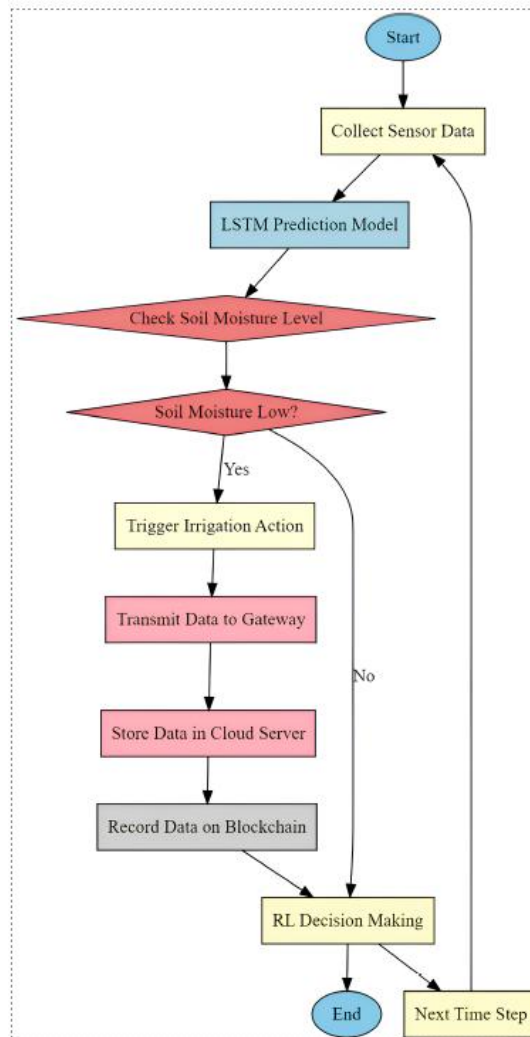 Start
Collect Sensor Data
LSTM Prediction Model
Check Soil Moisture Level
Soil Moisture Low?
Yes
Trigger Irrigation Action
Transmit Data to Gateway
No
Store Data in Cloud Server
Record Data on Blockchain
RL Decision Making
End
Next Time Step